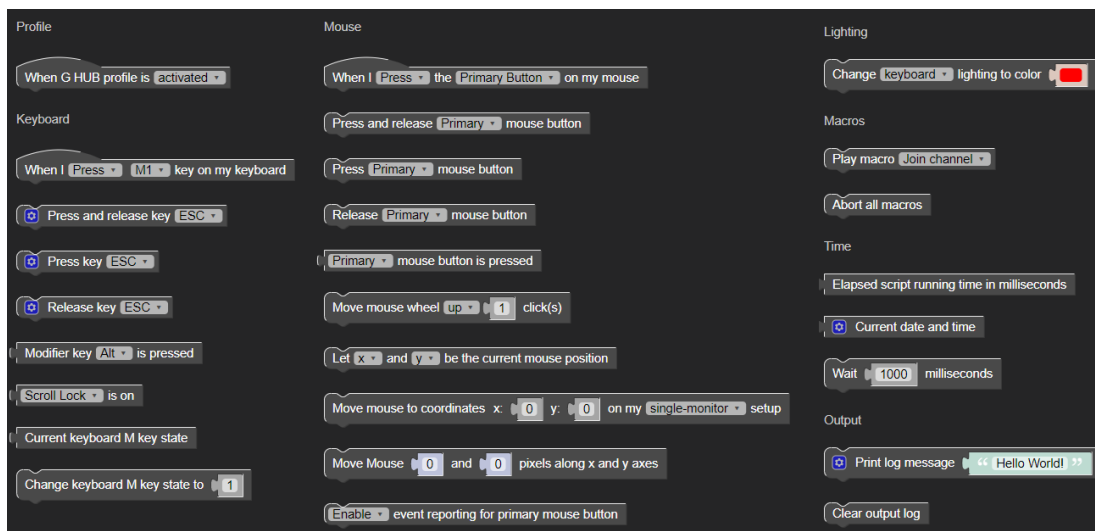 Profile
When G HUB profile is activated
Keyboard
When I Press M1 key on my keyboard
Press and release key ESC
Press key ESC
Release key ESC
Modifier key Alt is pressed
Scroll Lock is on
Current keyboard M key state
Change keyboard M key state to 1
Mouse
When I Press the Primary Button on my mouse
Press and release Primary mouse button
Press Primary mouse button
Release Primary mouse button
Primary mouse button is pressed
Move mouse wheel up 1 click(s)
Let x and y be the current mouse position
Move mouse to coordinates x: 0 y: 0 on my single-monitor setup
Move Mouse 0 and 0 pixels along x and y axes
Enable event reporting for primary mouse button
Lighting
Change keyboard lighting to color
Macros
Play macro Join channel
Abort all macros
Time
Elapsed script running time in milliseconds
Current date and time
Wait 1000 milliseconds
Output
Print log message “ Hello World! ”
Clear output log